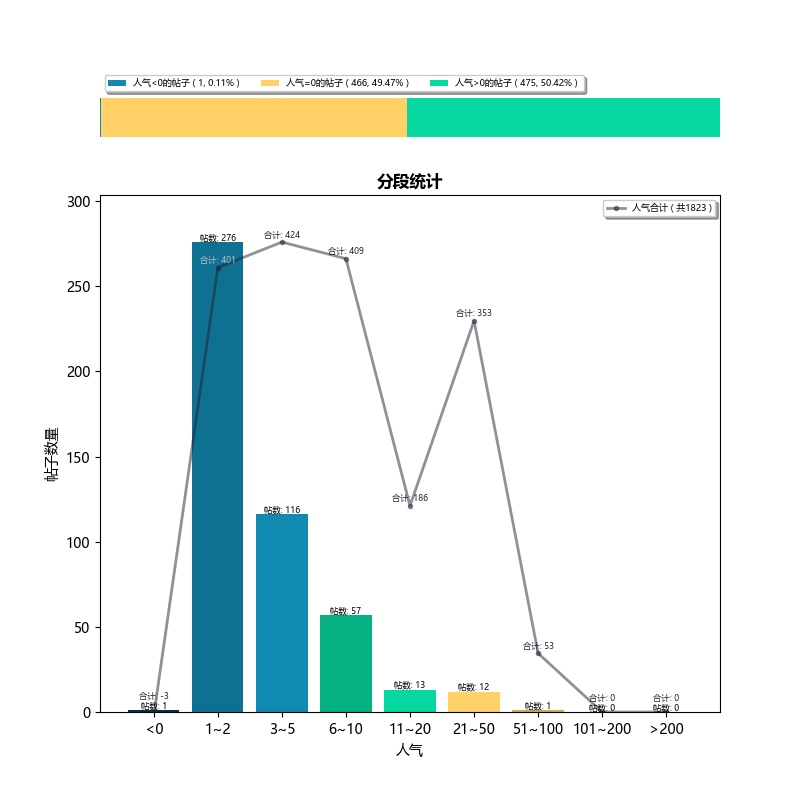 人气<0的帖子 ( 1, 0.11% ) 人气=0的帖子 ( 466, 49.47% ) 人气>0的帖子 ( 475, 50.42% )
分段统计
人气合计 ( 共1823 )
300
250
200
150
100
50
0
帖子数量
合计: -3
帖数: 1
帖数: 276
合计: 401
合计: 424
帖数: 116
合计: 409
帖数: 57
合计: 186
帖数: 13
合计: 353
帖数: 12
合计: 53
帖数: 1
合计: 0
帖数: 0
合计: 0
帖数: 0
<0 1~2 3~5 6~10 11~20 21~50 51~100 101~200 >200
人气